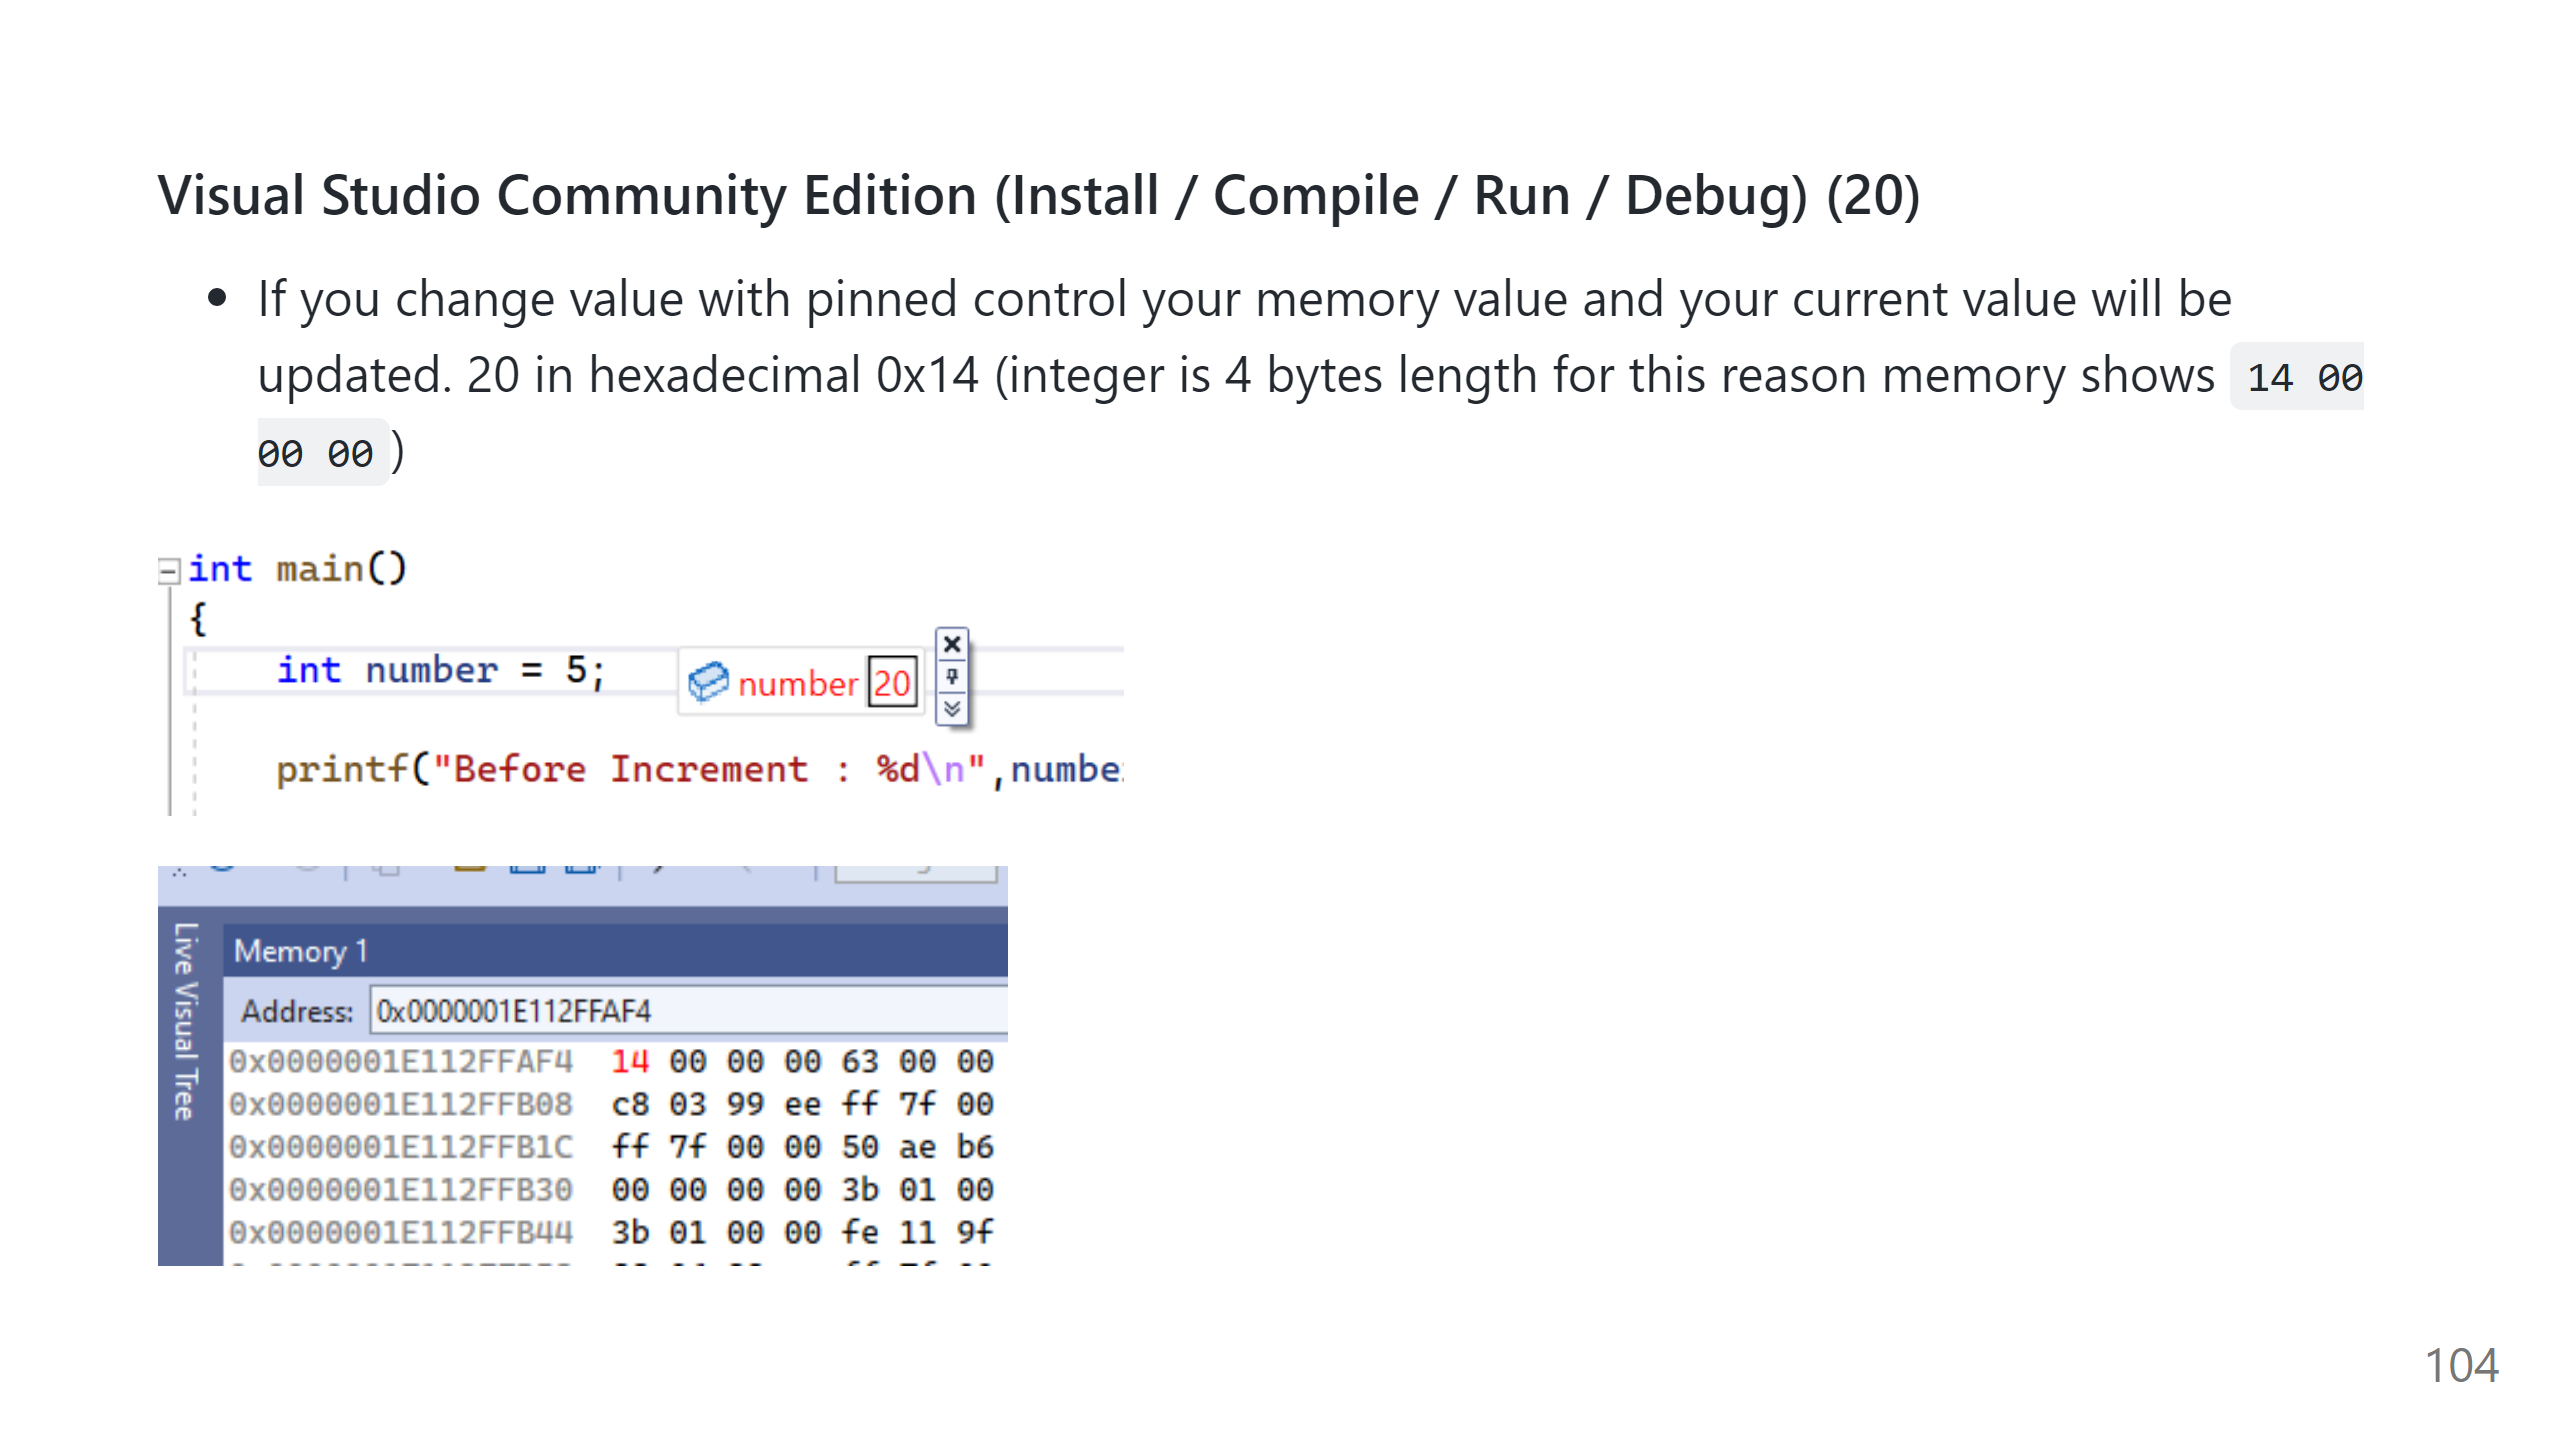 Visual Studio Community Edition (Install / Compile / Run / Debug) (20)
• If you change value with pinned control your memory value and your current value will be
updated. 20 in hexadecimal 0x14 (integer is 4 bytes length for this reason memory shows 14 00
00 00 )
int main()
{
int number = 5;
number 20
printf("Before Increment : %d\n",numbe
Live Visual Tree
Memory 1
Address: 0x0000001E112FFAF4
0x0000001E112FFAF4 14 00 00 00 63 00 00
0x0000001E112FFB08 c8 03 99 ee ff 7f 00
0x0000001E112FFB1C ff 7f 00 00 50 ae b6
0x0000001E112FFB30 00 00 00 00 3b 01 00
0x0000001E112FFB44 3b 01 00 00 fe 11 9f
104